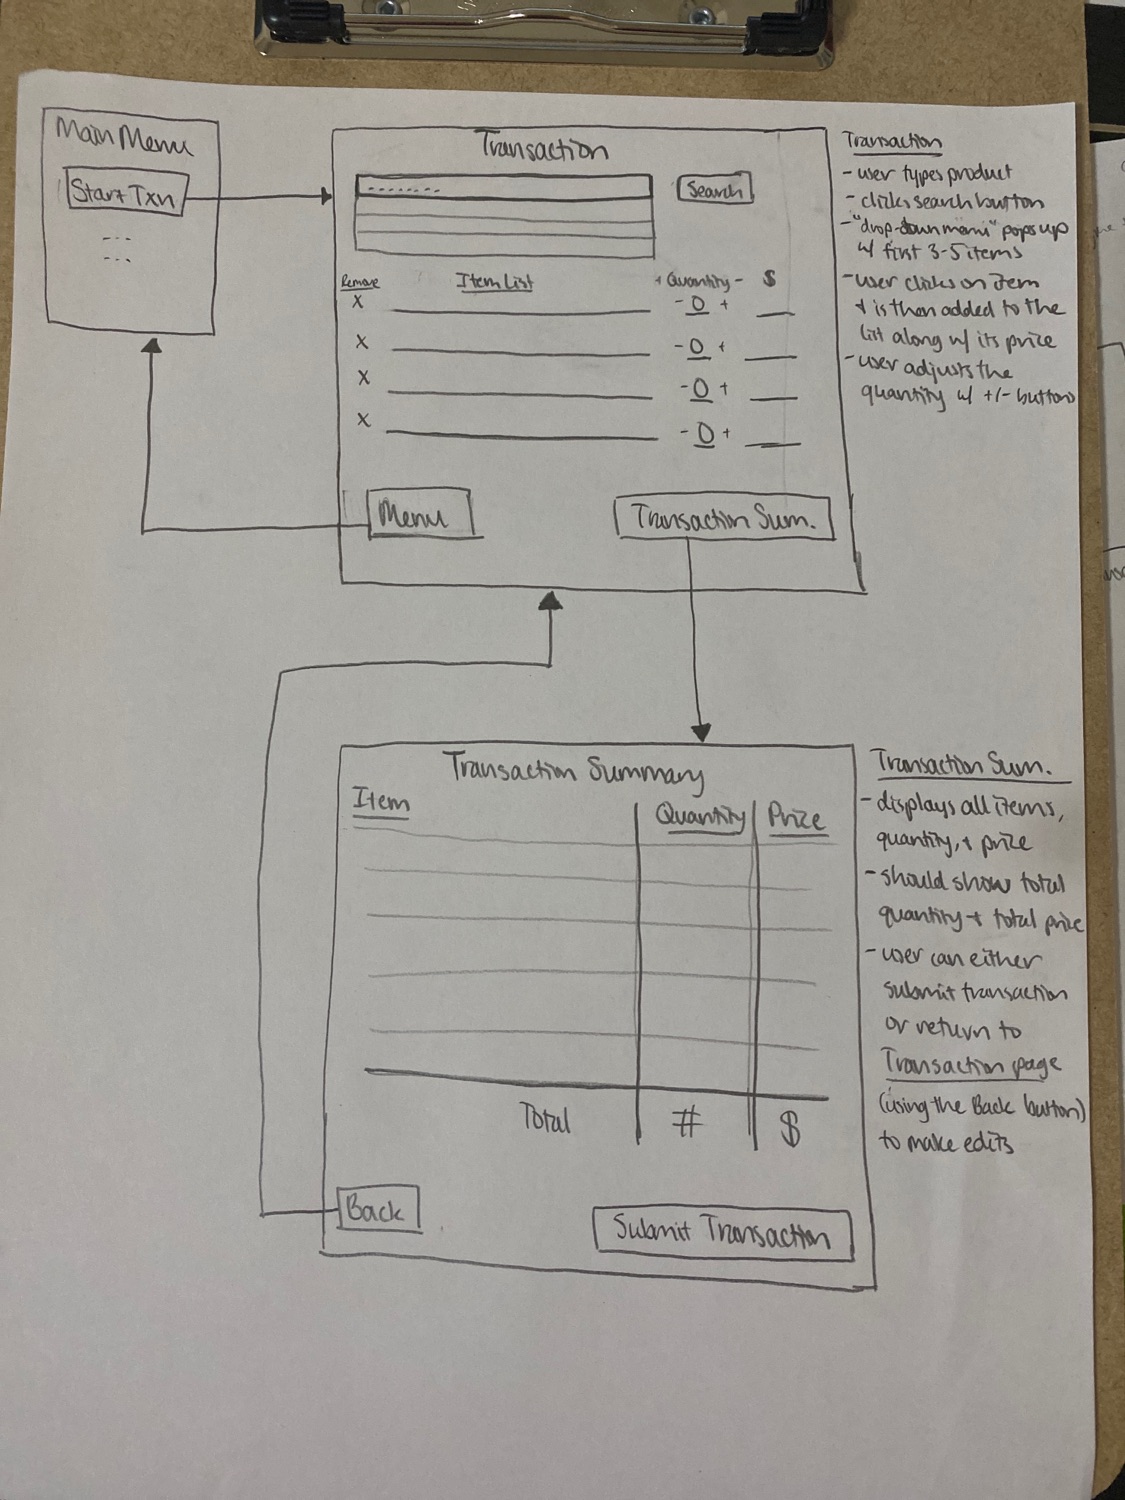 Main Menu
Start Txn
Transaction
Search
Remove Item List + Quantity - $
X - 0 +
X - 0 +
X - 0 +
X - 0 +
Menu
Transaction Sum.
Transaction
- user types product
- clicks search button
- "drop-down menu" pops up
w/ first 3-5 items
- user clicks on item
+ is then added to the
list along w/ its price
- user adjusts the
quantity w/ +/- buttons
Transaction Summary
Item Quantity Price
Total # $
Back
Submit Transaction
Transaction Sum.
- displays all items,
quantity, + price
- should show total
quantity + total price
- user can either
submit transaction
or return to
Transaction page
(using the Back button)
to make edits